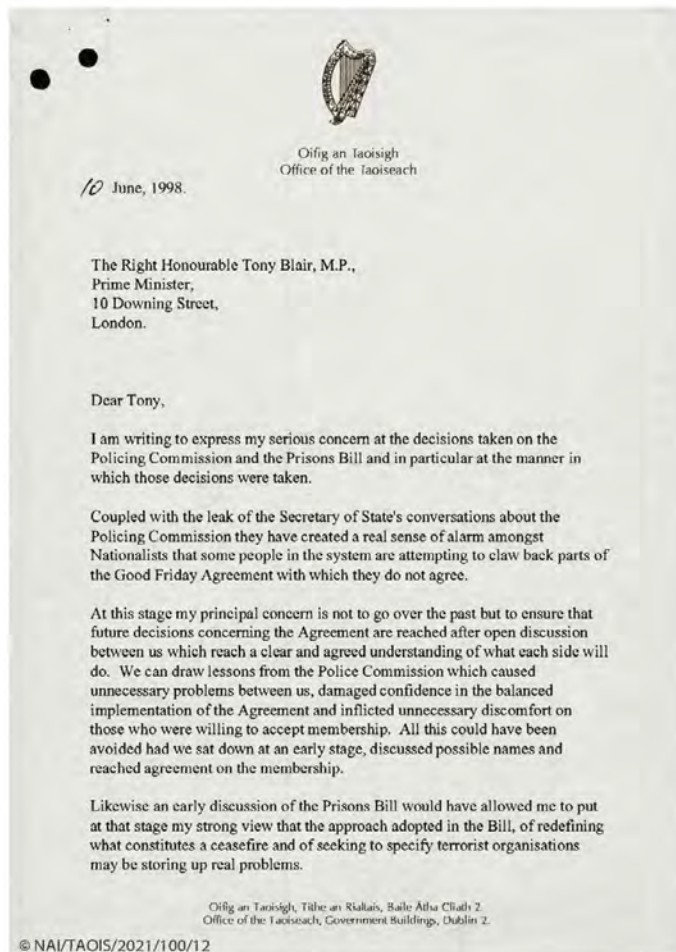 Oifig an Taoisigh
Office of the Taoiseach
10 June, 1998.
The Right Honourable Tony Blair, M.P.,
Prime Minister,
10 Downing Street,
London.
Dear Tony,
I am writing to express my serious concern at the decisions taken on the
Policing Commission and the Prisons Bill and in particular at the manner in
which those decisions were taken.
Coupled with the leak of the Secretary of State's conversations about the
Policing Commission they have created a real sense of alarm amongst
Nationalists that some people in the system are attempting to claw back parts of
the Good Friday Agreement with which they do not agree.
At this stage my principal concern is not to go over the past but to ensure that
future decisions concerning the Agreement are reached after open discussion
between us which reach a clear and agreed understanding of what each side will
do. We can draw lessons from the Police Commission which caused
unnecessary problems between us, damaged confidence in the balanced
implementation of the Agreement and inflicted unnecessary discomfort on
those who were willing to accept membership. All this could have been
avoided had we sat down at an early stage, discussed possible names and
reached agreement on the membership.
Likewise an early discussion of the Prisons Bill would have allowed me to put
at that stage my strong view that the approach adopted in the Bill, of redefining
what constitutes a ceasefire and of seeking to specify terrorist organisations
may be storing up real problems.
Oifig an Taoisigh, Tithe an Rialtais, Baile Átha Cliath 2.
Office of the Taoiseach, Government Buildings, Dublin 2.
© NAI/TAOIS/2021/100/12